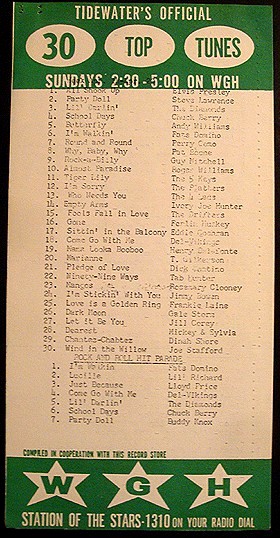 TIDEWATER'S OFFICIAL
30 TOP TUNES
SUNDAYS 2:30-5:00 ON WGH
1. All Shook Up Elvis Presley
2. Party Doll Steve Lawrence
3. Lil' Darlin' The Diamonds
4. School Days Chuck Berry
5. Butterfly Andy Williams
6. I'm Walkin' Fats Domino
7. Round and Round Perry Como
8. Why, Baby, Why Pat Boone
9. Rock-a-Billy Guy Mitchell
10. Almost Paradise Roger Williams
11. Tiger Lily The 5 Keys
12. I'm Sorry The Platters
13. Who Needs You The 4 Lads
14. Empty Arms Ivory Joe Hunter
15. Fools Fall in Love The Drifters
16. Gone Ferlin Huskey
17. Sittin' in the Balcony Eddie Cochran
18. Come Go With Me Del-Vikings
19. Mama Looka Booboo Harry
20. Marianne T. Gilkerson
21. Pledge of Love Dick Contino
22. Ninety-Nine Ways Tab Hunter
23. Mangos Rosemary Clooney
24. I'm Stickin' With You Jimmy Bowen
25. Love is a Golden Ring Frankie Laine
26. Dark Moon Gale Storm
27. Let it Be You Jill Corey
28. Dearest Mickey & Sylvia
29. Chantez-Chantez Dinah Shore
30. Wind in the Willow Joe Stafford
ROCK AND ROLL HIT PARADE
1. I'm Walkin Fats Domino
2. Lucille Lil' Richard
3. Just Because Lloyd Price
4. Come Go With Me Del-Vikings
5. Lil' Darlin' The Diamonds
6. School Days Chuck Berry
7. Party Doll Buddy Knox
COMPILED IN COOPERATION WITH THIS RECORD STORE
W G H
STATION OF THE STARS-1310 ON YOUR RADIO DIAL